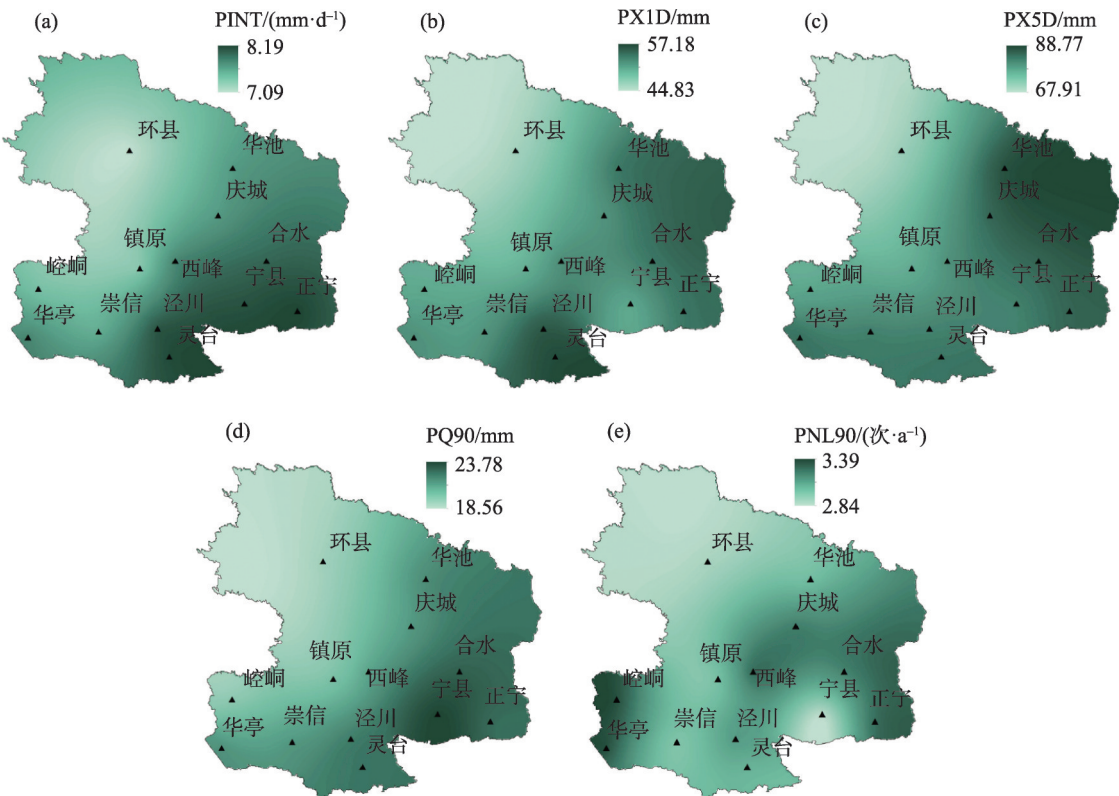 (a)
PINT/(mm·d⁻¹)
8.19
7.09
环县
华池
庆城
镇原
合水
崆峒
西峰
宁县
正宁
华亭
崇信
泾川
灵台
(b)
PX1D/mm
57.18
44.83
环县
华池
庆城
镇原
合水
崆峒
西峰
宁县
正宁
华亭
崇信
泾川
灵台
(c)
PX5D/mm
88.77
67.91
环县
华池
庆城
镇原
合水
崆峒
西峰
宁县
正宁
华亭
崇信
泾川
灵台
(d)
PQ90/mm
23.78
18.56
环县
华池
庆城
镇原
合水
崆峒
西峰
宁县
正宁
华亭
崇信
泾川
灵台
(e)
PNL90/(次·a⁻¹)
3.39
2.84
环县
华池
庆城
镇原
合水
崆峒
西峰
宁县
正宁
华亭
崇信
泾川
灵台